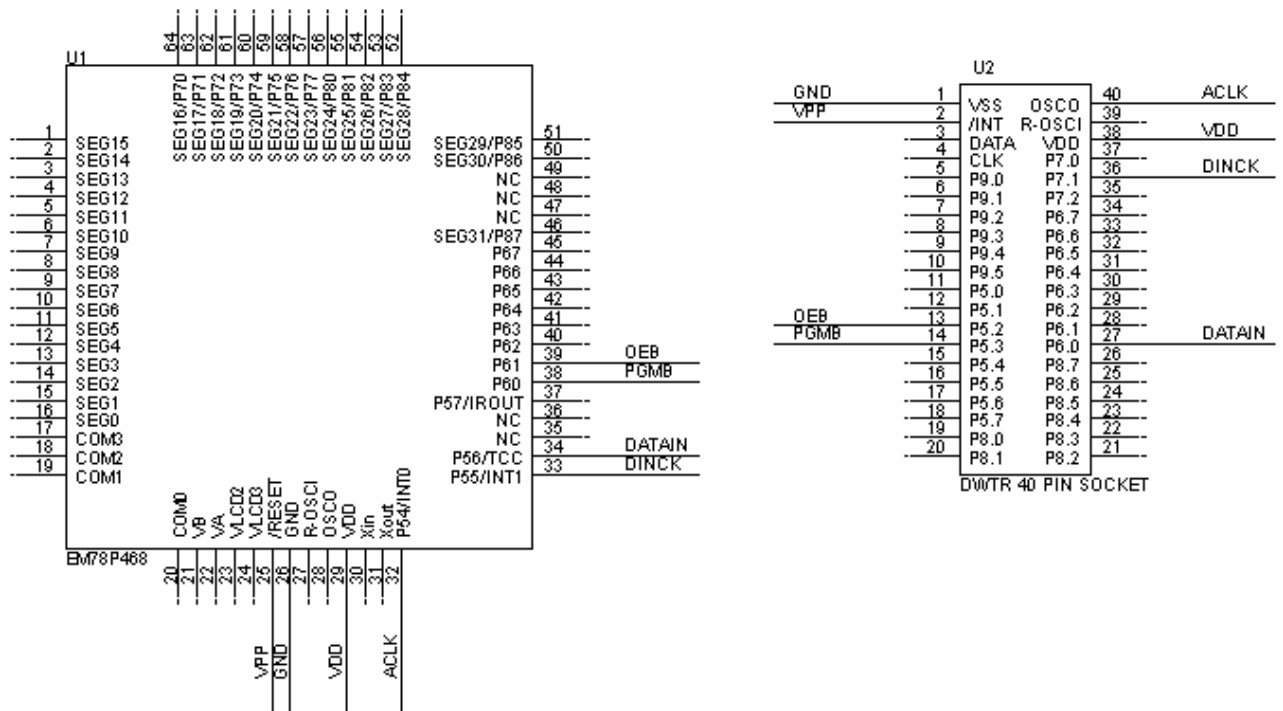 64 63 62 61 60 59 58 57 56 55 54 53 52
U1
SEG16/P70
SEG17/P71
SEG18/P72
SEG19/P73
SEG20/P74
SEG21/P75
SEG22/P76
SEG23/P77
SEG24/P80
SEG25/P81
SEG26/P82
SEG27/P83
SEG28/P84
1 SEG15
2 SEG14
3 SEG13
4 SEG12
5 SEG11
6 SEG10
7 SEG9
8 SEG8
9 SEG7
10 SEG6
11 SEG5
12 SEG4
13 SEG3
14 SEG2
15 SEG1
16 SEG0
17 COM3
18 COM2
19 COM1
SEG29/P85 51
SEG30/P86 50
NC 49
NC 48
NC 47
SEG31/P87 46
P67 45
P66 44
P65 43
P64 42
P63 41
P62 40
P61 39 OEB
P60 38 PGMB
P57/IROUT 37
NC 36
NC 35
P56/TCC 34 DATAIN
P55/INT1 33 DINCK
COM0
VB
VA
VLCD2
VLCD3
/RESET
GND
R-OSCI
OSCO
VDD
Xin
Xout
P54/INT0
EM78P468
20 21 22 23 24 25 26 27 28 29 30 31 32
VPP
GND
VDD
ACLK
U2
GND 1 VSS
VPP 2 /INT
3 DATA
4 CLK
5 P9.0
6 P9.1
7 P9.2
8 P9.3
9 P9.4
10 P9.5
11 P5.0
12 P5.1
OEB 13 P5.2
PGMB 14 P5.3
15 P5.4
16 P5.5
17 P5.6
18 P5.7
19 P8.0
20 P8.1
OSCO 40 ACLK
R-OSCI 39
VDD 38 VDD
P7.0 37
P7.1 36 DINCK
P7.2 35
P6.7 34
P6.6 33
P6.5 32
P6.4 31
P6.3 30
P6.2 29
P6.1 28
P6.0 27 DATAIN
P8.7 26
P8.6 25
P8.5 24
P8.4 23
P8.3 22
P8.2 21
DWTR 40 PIN SOCKET